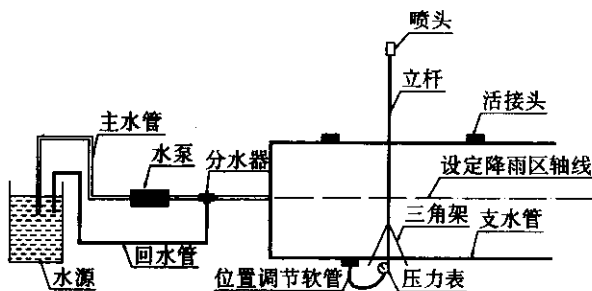 喷头
立杆
活接头
主水管
水泵
分水器
设定降雨区轴线
三角架
支水管
回水管
水源
位置调节软管
压力表